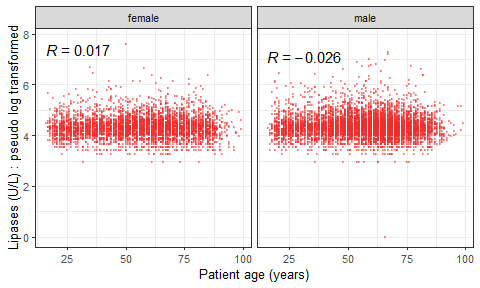 female
male
Lipases (U/L) : pseudo log transformed
8
6
4
2
0
R = 0.017
R = −0.026
25
50
75
100
25
50
75
100
Patient age (years)